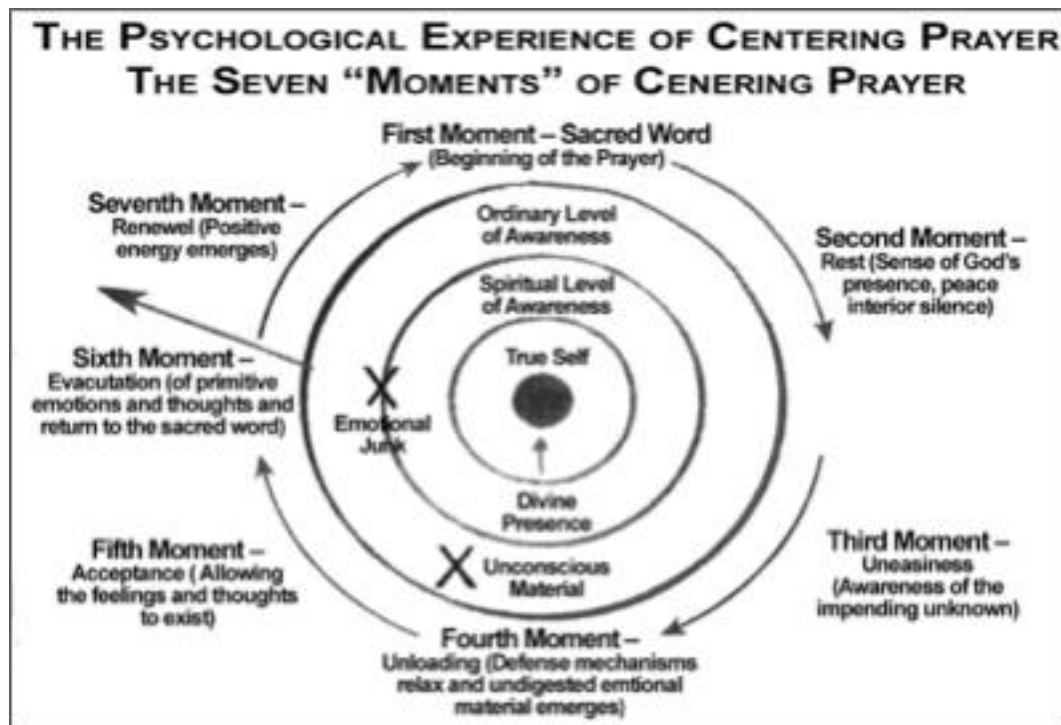 THE PSYCHOLOGICAL EXPERIENCE OF CENTERING PRAYER
THE SEVEN “MOMENTS” OF CENERING PRAYER
First Moment – Sacred Word
(Beginning of the Prayer)
Seventh Moment –
Renewel (Positive
energy emerges)
Ordinary Level
of Awareness
Second Moment –
Rest (Sense of God's
presence, peace
interior silence)
Spiritual Level
of Awareness
True Self
Sixth Moment –
Evacutation (of primitive
emotions and thoughts and
return to the sacred word)
X
Emotional
Junk
Divine
Presence
Third Moment –
Uneasiness
(Awareness of the
impending unknown)
Fifth Moment –
Acceptance ( Allowing
the feelings and thoughts
to exist)
X Unconscious
Material
Fourth Moment –
Unloading (Defense mechanisms
relax and undigested emtional
material emerges)